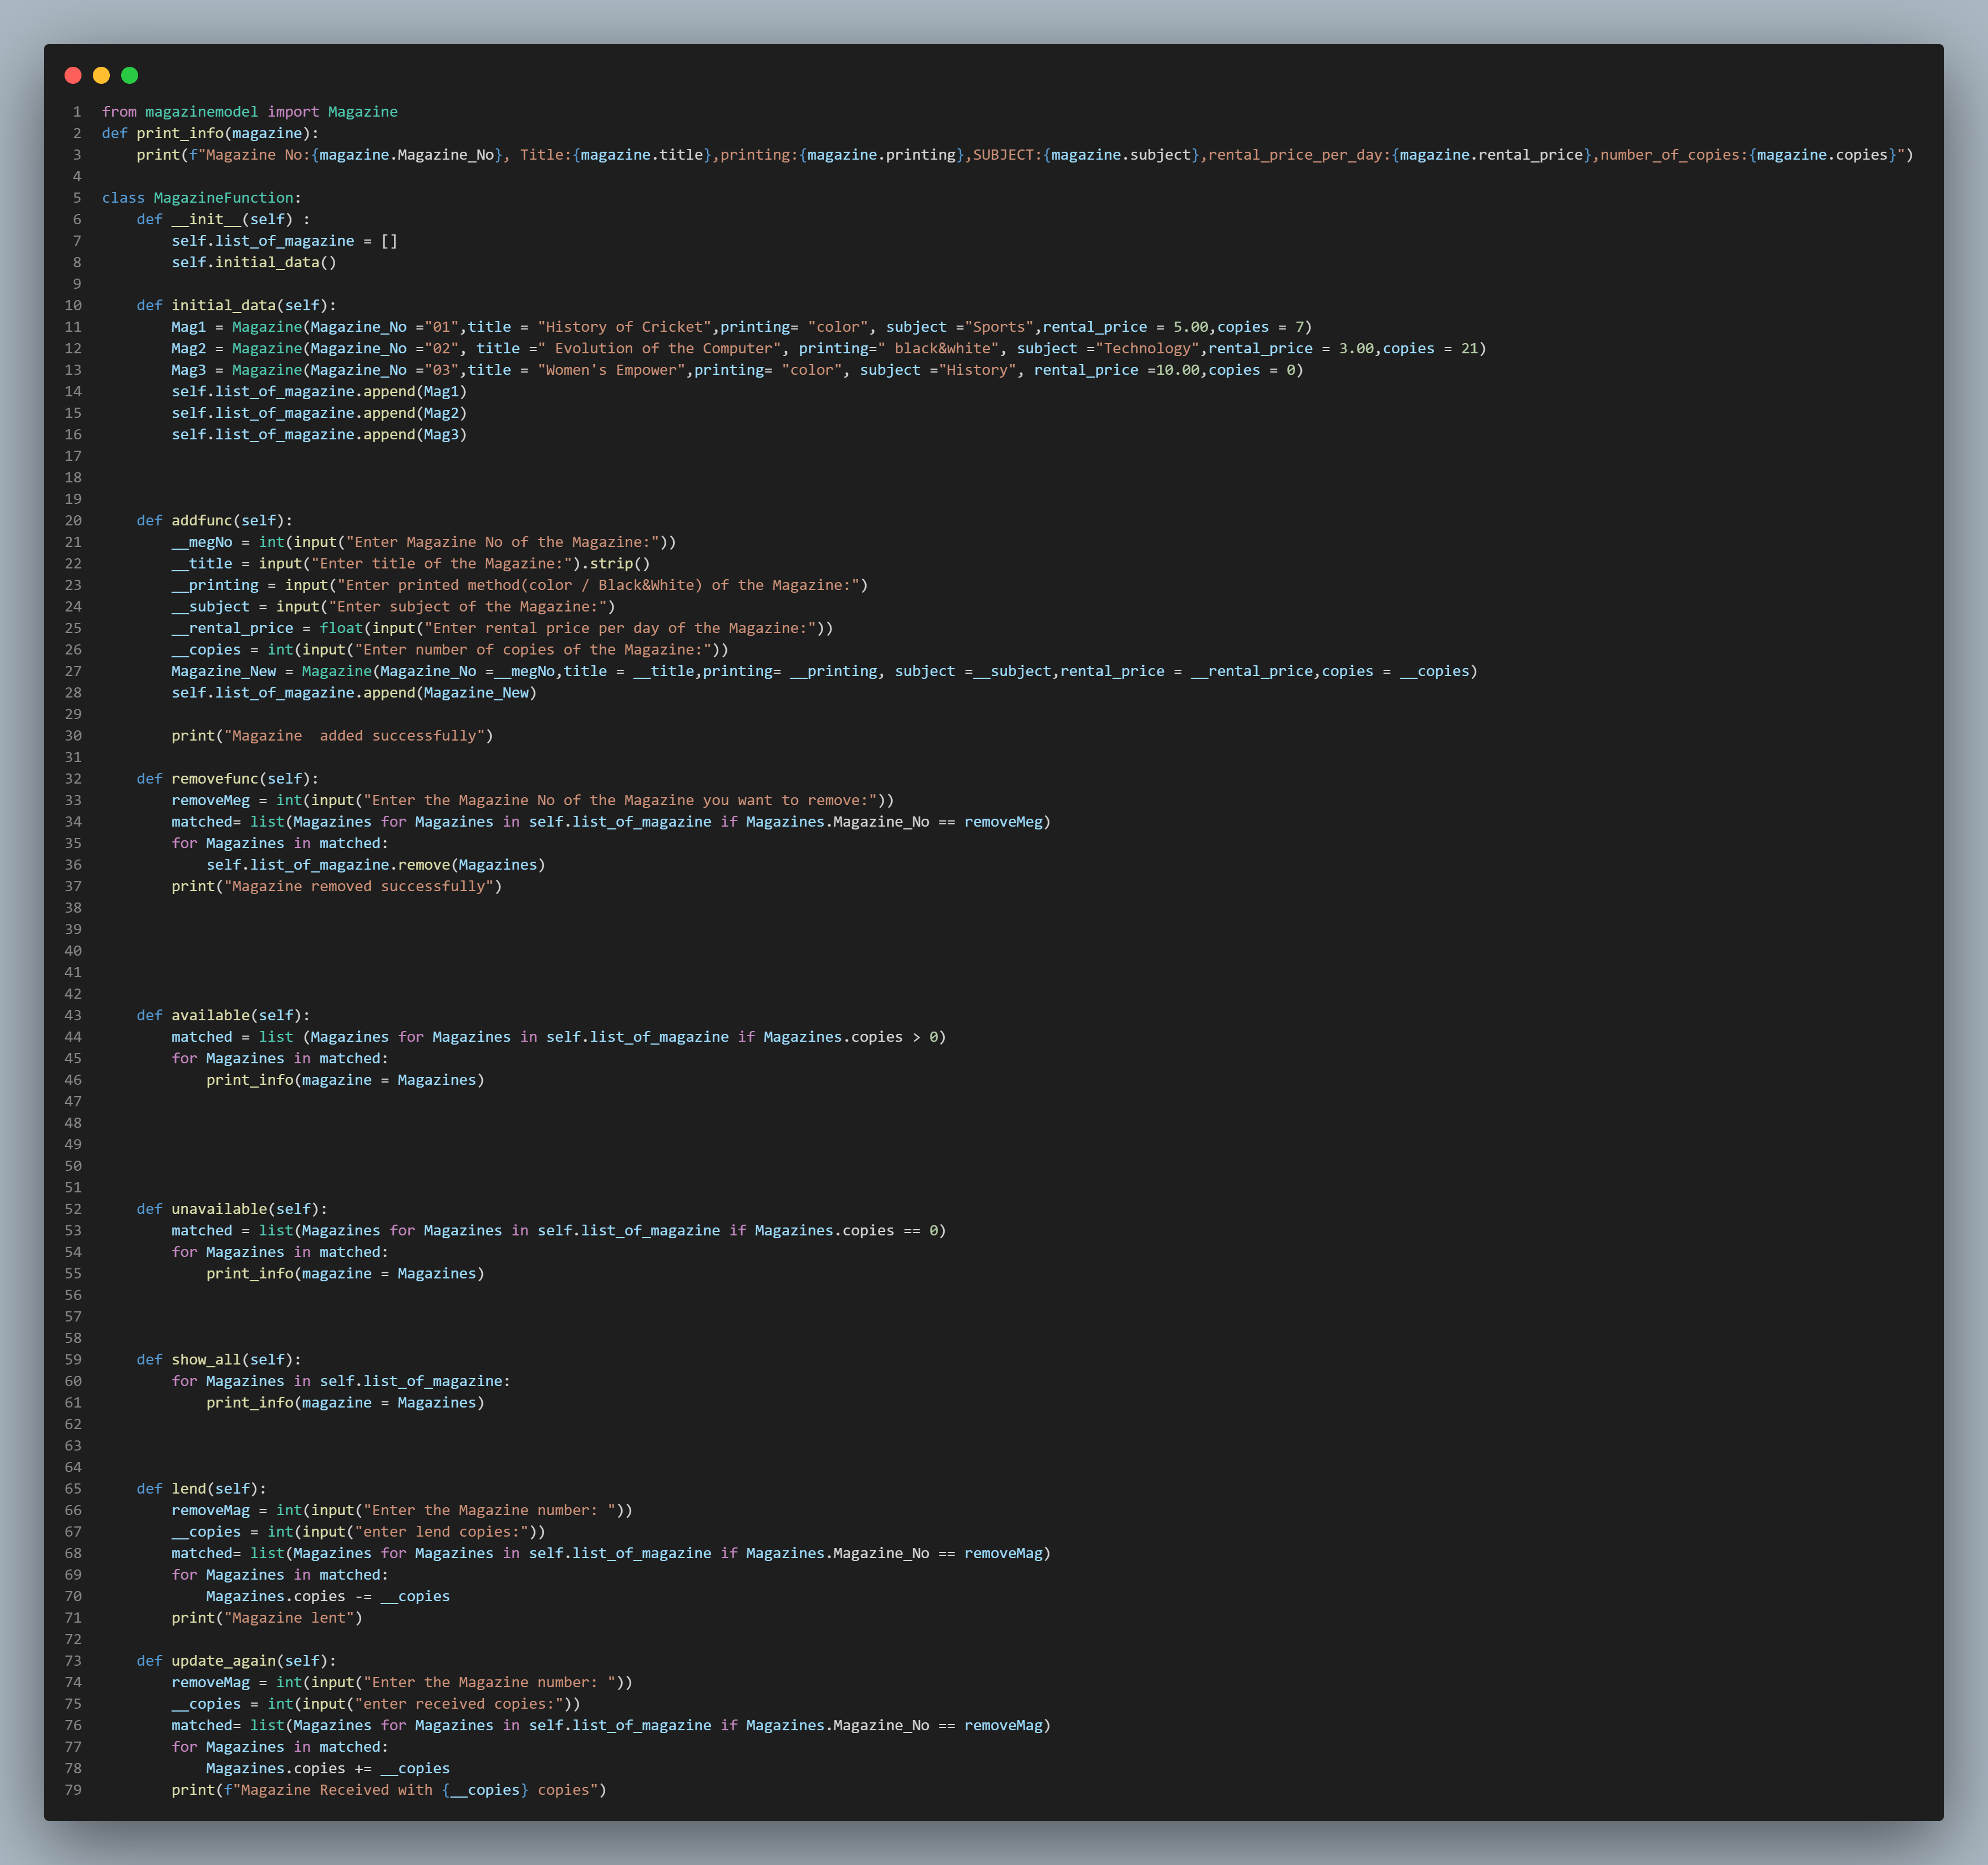 1 from magazinemodel import Magazine
2 def print_info(magazine):
3     print(f"Magazine No:{magazine.Magazine_No}, Title:{magazine.title},printing:{magazine.printing},SUBJECT:{magazine.subject},rental_price_per_day:{magazine.rental_price},number_of_copies:{magazine.copies}")
4
5 class MagazineFunction:
6     def __init__(self) :
7         self.list_of_magazine = []
8         self.initial_data()
9
10     def initial_data(self):
11         Mag1 = Magazine(Magazine_No ="01",title = "History of Cricket",printing= "color", subject ="Sports",rental_price = 5.00,copies = 7)
12         Mag2 = Magazine(Magazine_No ="02", title =" Evolution of the Computer", printing=" black&white", subject ="Technology",rental_price = 3.00,copies = 21)
13         Mag3 = Magazine(Magazine_No ="03",title = "Women's Empower",printing= "color", subject ="History", rental_price =10.00,copies = 0)
14         self.list_of_magazine.append(Mag1)
15         self.list_of_magazine.append(Mag2)
16         self.list_of_magazine.append(Mag3)
17
18
19
20     def addfunc(self):
21         __megNo = int(input("Enter Magazine No of the Magazine:"))
22         __title = input("Enter title of the Magazine:").strip()
23         __printing = input("Enter printed method(color / Black&White) of the Magazine:")
24         __subject = input("Enter subject of the Magazine:")
25         __rental_price = float(input("Enter rental price per day of the Magazine:"))
26         __copies = int(input("Enter number of copies of the Magazine:"))
27         Magazine_New = Magazine(Magazine_No =__megNo,title = __title,printing= __printing, subject =__subject,rental_price = __rental_price,copies = __copies)
28         self.list_of_magazine.append(Magazine_New)
29
30         print("Magazine  added successfully")
31
32     def removefunc(self):
33         removeMeg = int(input("Enter the Magazine No of the Magazine you want to remove:"))
34         matched= list(Magazines for Magazines in self.list_of_magazine if Magazines.Magazine_No == removeMeg)
35         for Magazines in matched:
36             self.list_of_magazine.remove(Magazines)
37         print("Magazine removed successfully")
38
39
40
41
42
43     def available(self):
44         matched = list (Magazines for Magazines in self.list_of_magazine if Magazines.copies > 0)
45         for Magazines in matched:
46             print_info(magazine = Magazines)
47
48
49
50
51
52     def unavailable(self):
53         matched = list(Magazines for Magazines in self.list_of_magazine if Magazines.copies == 0)
54         for Magazines in matched:
55             print_info(magazine = Magazines)
56
57
58
59     def show_all(self):
60         for Magazines in self.list_of_magazine:
61             print_info(magazine = Magazines)
62
63
64
65     def lend(self):
66         removeMag = int(input("Enter the Magazine number: "))
67         __copies = int(input("enter lend copies:"))
68         matched= list(Magazines for Magazines in self.list_of_magazine if Magazines.Magazine_No == removeMag)
69         for Magazines in matched:
70             Magazines.copies -= __copies
71         print("Magazine lent")
72
73     def update_again(self):
74         removeMag = int(input("Enter the Magazine number: "))
75         __copies = int(input("enter received copies:"))
76         matched= list(Magazines for Magazines in self.list_of_magazine if Magazines.Magazine_No == removeMag)
77         for Magazines in matched:
78             Magazines.copies += __copies
79         print(f"Magazine Received with {__copies} copies")